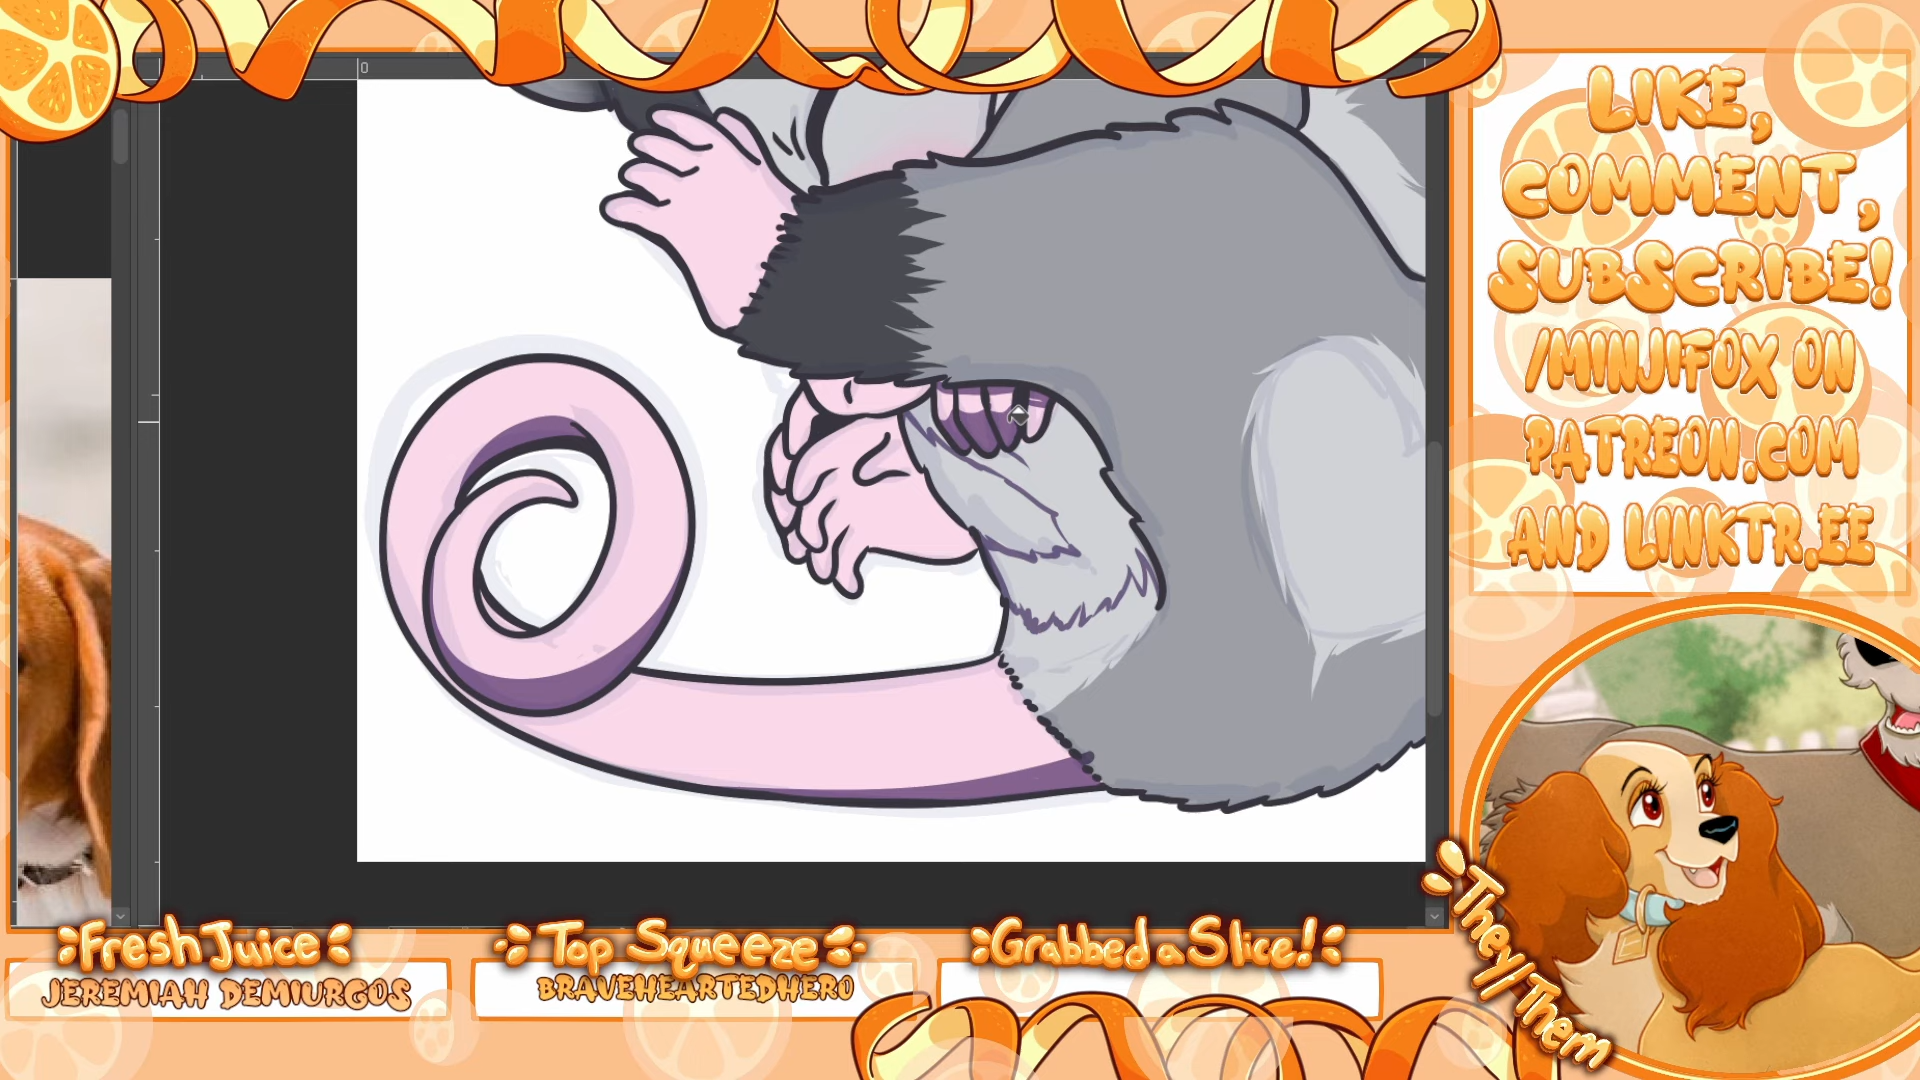 0
LIKE,
COMMENT,
SUBSCRIBE!
/MINJIFOX ON
PATREON.COM
AND LINKTR.EE
They/Them
Fresh Juice
JEREMIAH DEMIURGOS
Top Squeeze
BRAVEHEARTEDHERO
Grabbed a Slice!